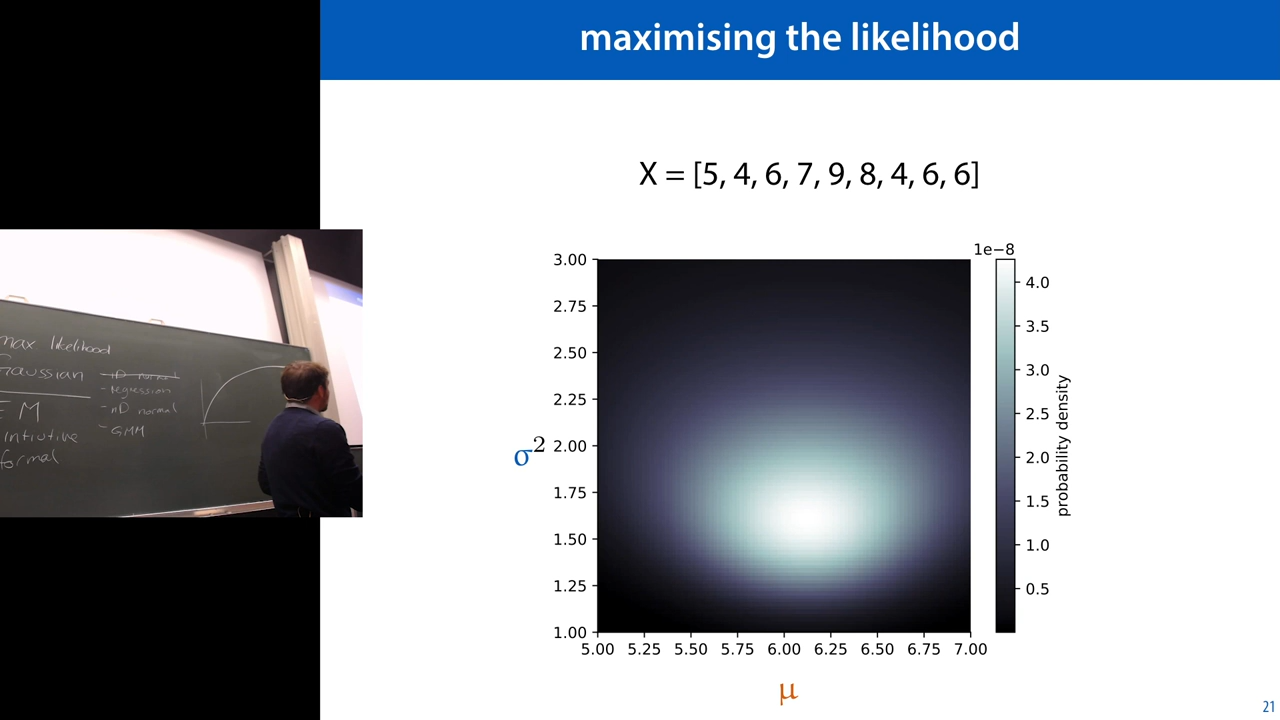 maximising the likelihood
X = [5, 4, 6, 7, 9, 8, 4, 6, 6]
1e−8
3.00
2.75
2.50
2.25
2.00
1.75
1.50
1.25
1.00
σ²
5.00 5.25 5.50 5.75 6.00 6.25 6.50 6.75 7.00
μ
4.0
3.5
3.0
2.5
2.0
1.5
1.0
0.5
probability density
max likelihood
Gaussian
EM
intiutive
formal
1D normal
- regression
- nD normal
- GMM
21